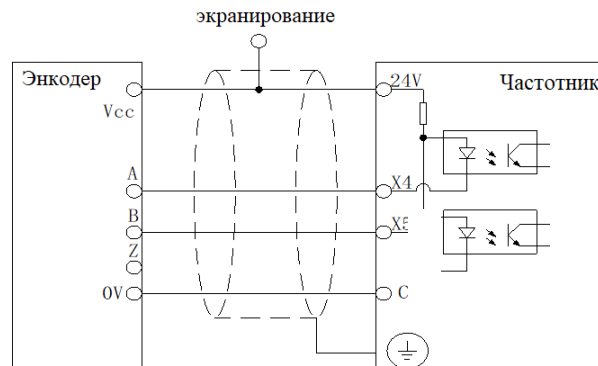 экранирование
Энкодер
24V
Частотник
Vcc
A
X4
B
X5
Z
0V
C